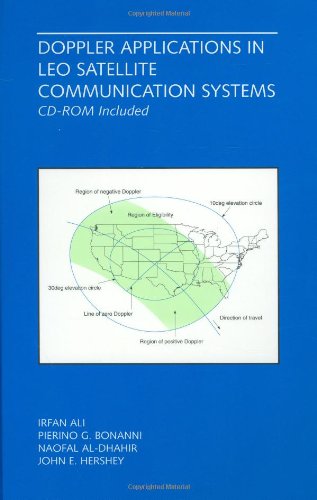 DOPPLER APPLICATIONS IN
LEO SATELLITE
COMMUNICATION SYSTEMS
CD-ROM Included
Region of negative Doppler
10deg elevation circle
Region of Eligibility
30deg elevation circle
Line of zero Doppler
Direction of travel
Region of positive Doppler
IRFAN ALI
PIERINO G. BONANNI
NAOFAL AL-DHAHIR
JOHN E. HERSHEY